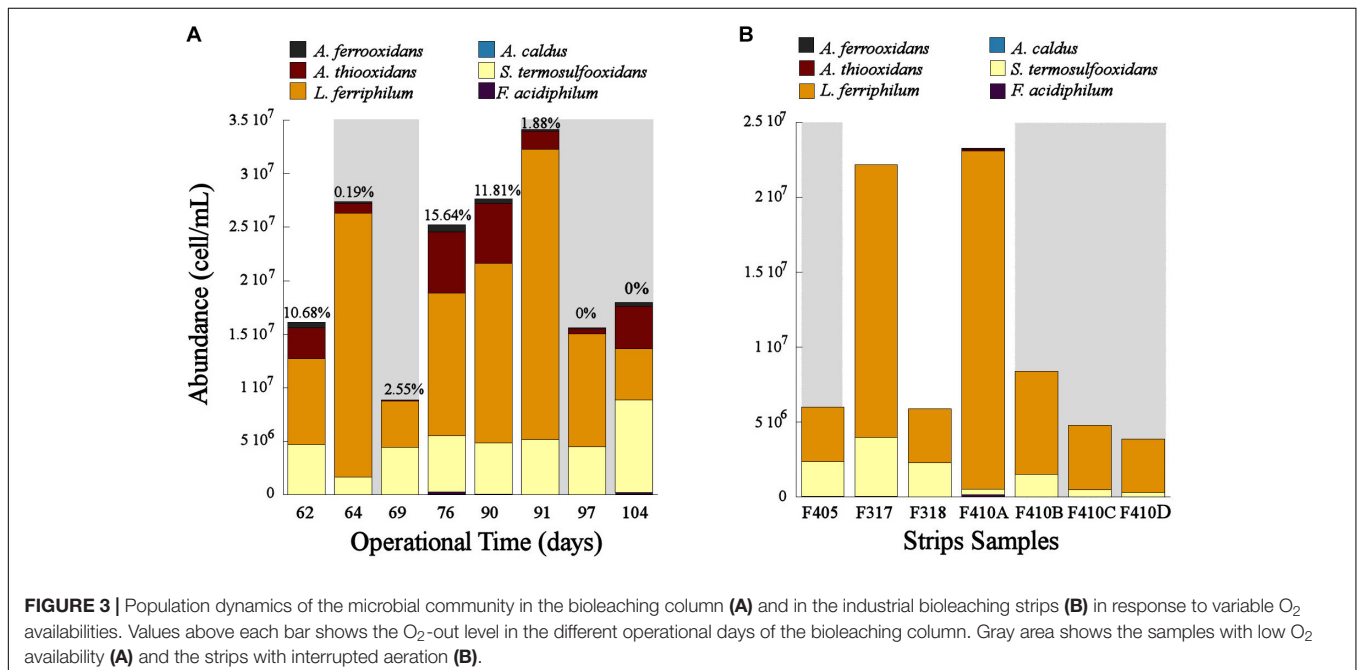 A
A. ferrooxidans
A. caldus
A. thiooxidans
S. termosulfooxidans
L. ferriphilum
F. acidiphilum
Abundance (cell/mL)
3.5 10⁷
3 10⁷
2.5 10⁷
2 10⁷
1.5 10⁷
1 10⁷
5 10⁶
0
10.68%
0.19%
2.55%
15.64%
11.81%
1.88%
0%
0%
62 64 69 76 90 91 97 104
Operational Time (days)
B
A. ferrooxidans
A. caldus
A. thiooxidans
S. termosulfooxidans
L. ferriphilum
F. acidiphilum
2.5 10⁷
2 10⁷
1.5 10⁷
1 10⁷
5 10⁶
0
F405 F317 F318 F410A F410B F410C F410D
Strips Samples
FIGURE 3 | Population dynamics of the microbial community in the bioleaching column (A) and in the industrial bioleaching strips (B) in response to variable O₂
availabilities. Values above each bar shows the O₂-out level in the different operational days of the bioleaching column. Gray area shows the samples with low O₂
availability (A) and the strips with interrupted aeration (B).